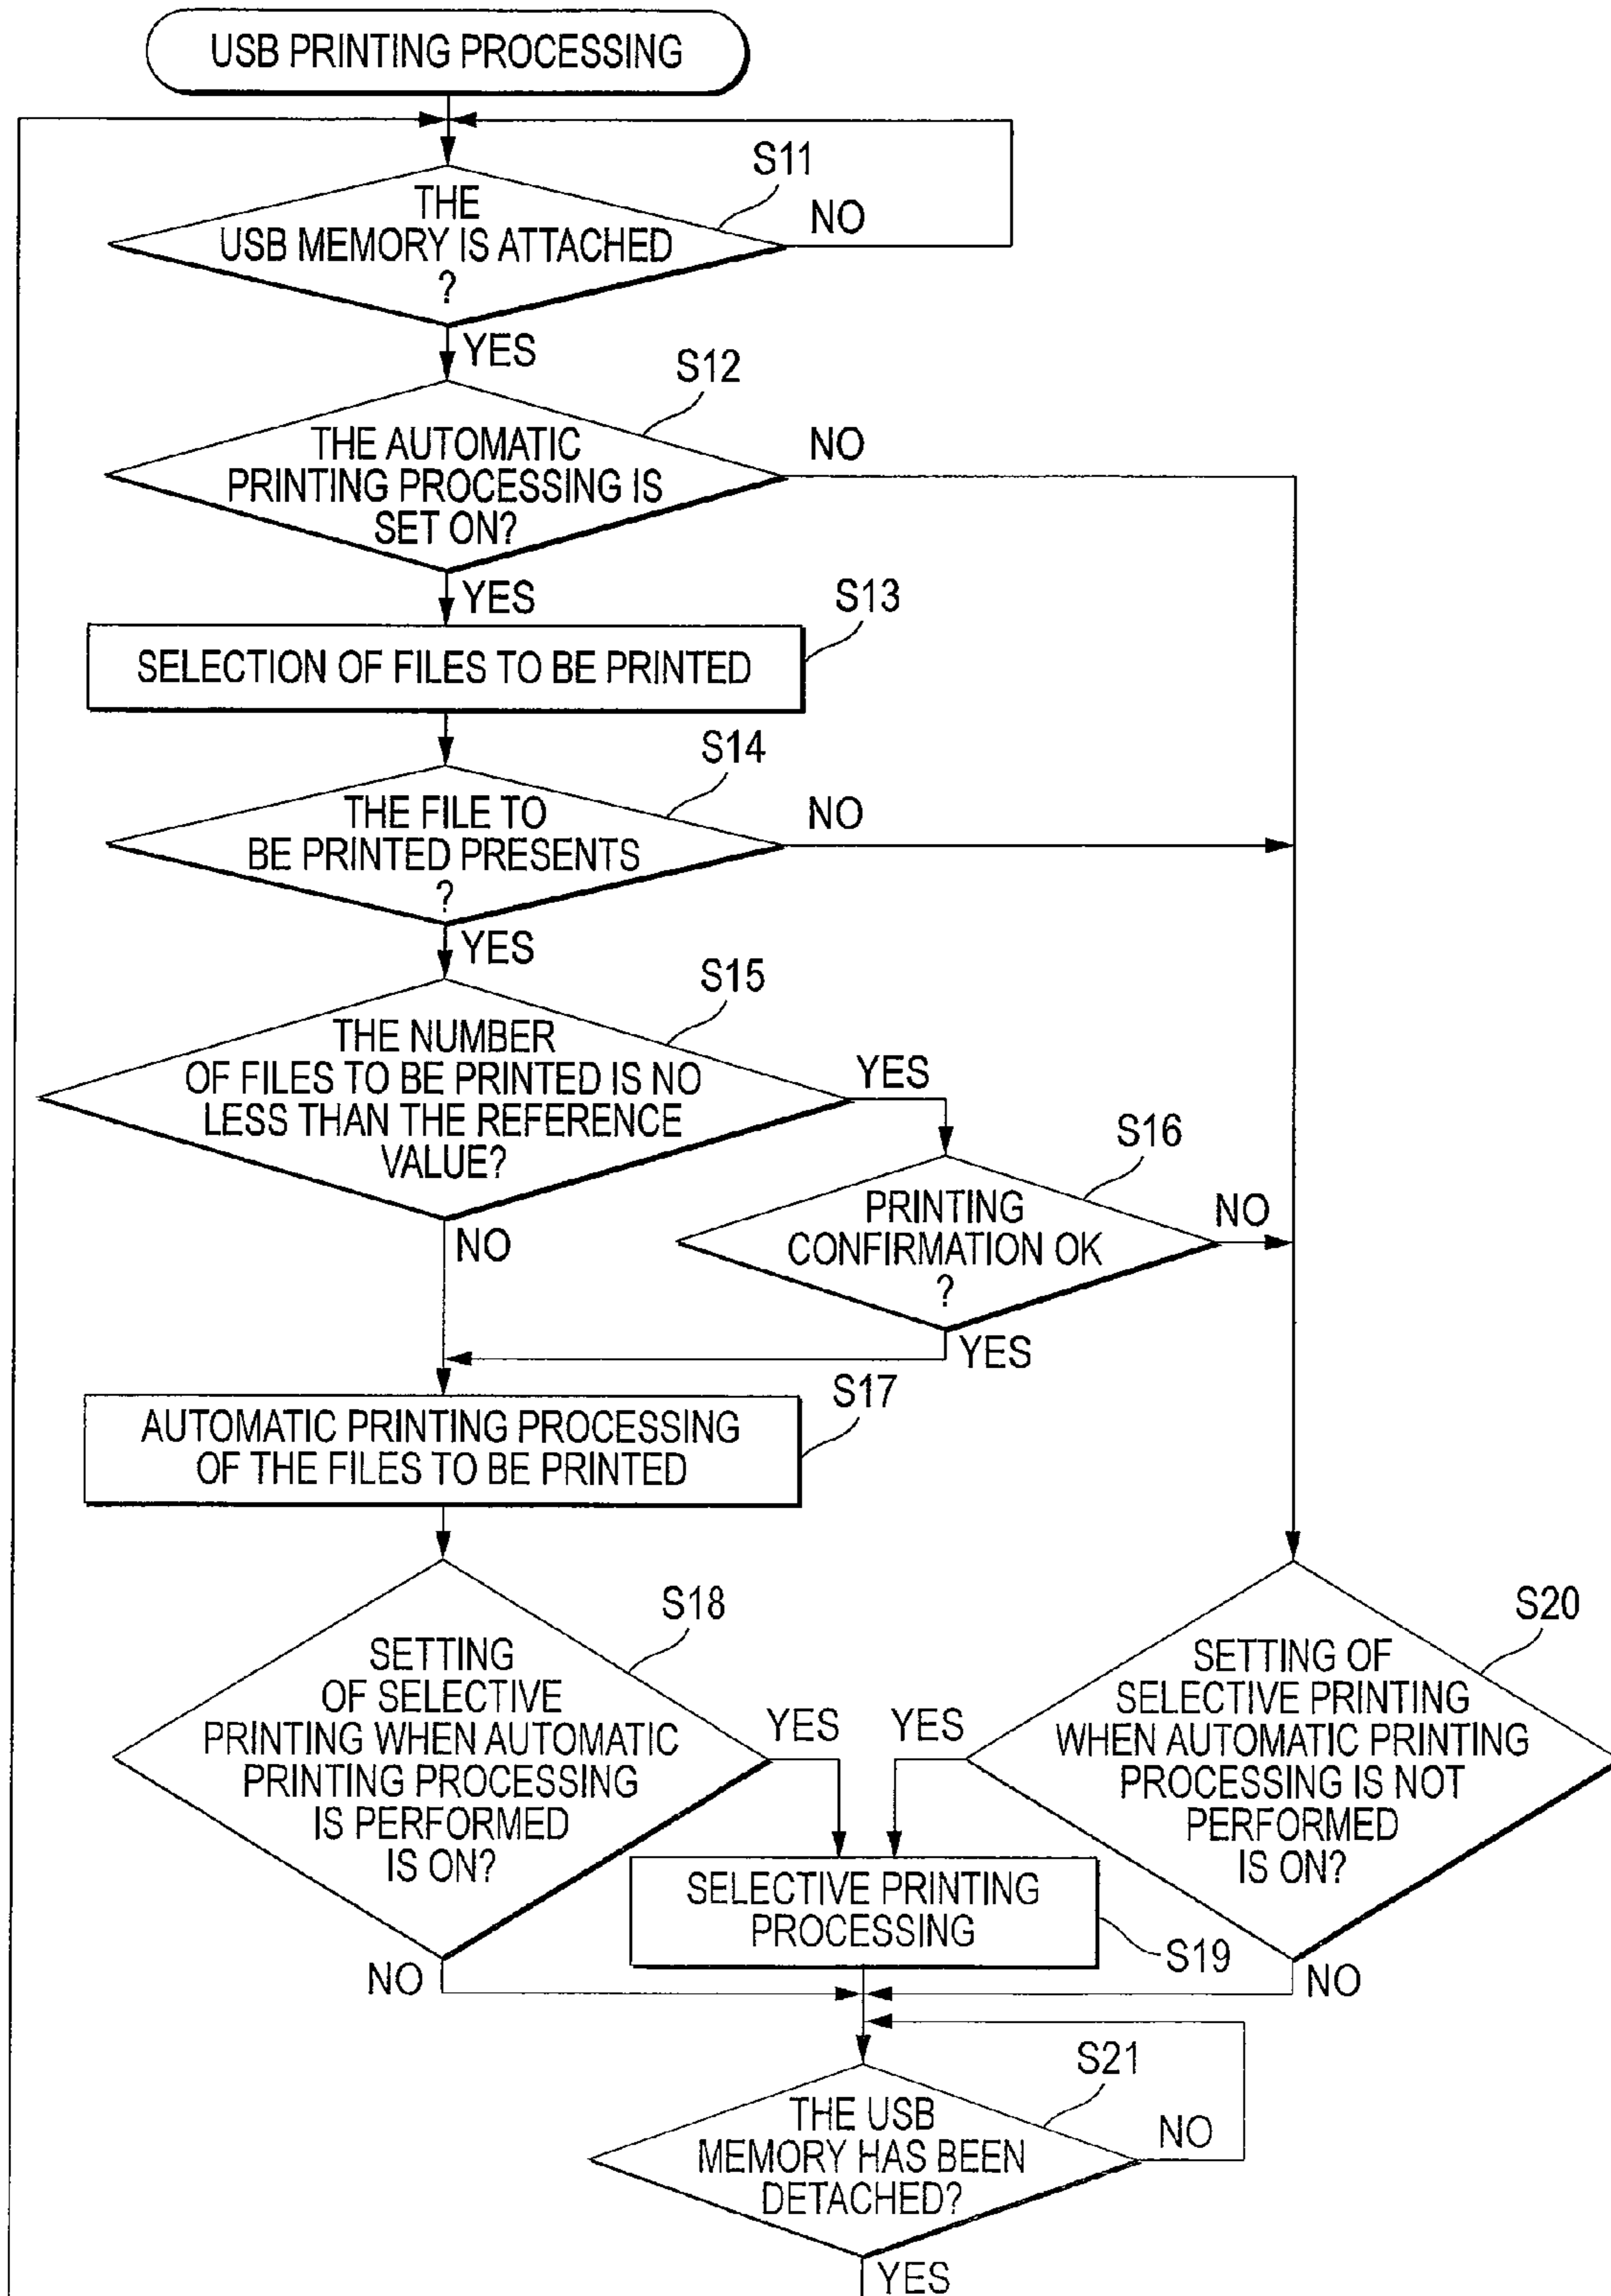 USB PRINTING PROCESSING
S11
THE
USB MEMORY IS ATTACHED
?
NO
YES
S12
THE AUTOMATIC
PRINTING PROCESSING IS
SET ON?
NO
YES
S13
SELECTION OF FILES TO BE PRINTED
S14
THE FILE TO
BE PRINTED PRESENTS
?
NO
YES
S15
THE NUMBER
OF FILES TO BE PRINTED IS NO
LESS THAN THE REFERENCE
VALUE?
YES
NO
S16
PRINTING
CONFIRMATION OK
?
NO
YES
S17
AUTOMATIC PRINTING PROCESSING
OF THE FILES TO BE PRINTED
S18
SETTING
OF SELECTIVE
PRINTING WHEN AUTOMATIC
PRINTING PROCESSING
IS PERFORMED
IS ON?
YES
NO
S20
SETTING OF
SELECTIVE PRINTING
WHEN AUTOMATIC PRINTING
PROCESSING IS NOT
PERFORMED
IS ON?
YES
NO
SELECTIVE PRINTING
PROCESSING
S19
S21
THE USB
MEMORY HAS BEEN
DETACHED?
NO
YES